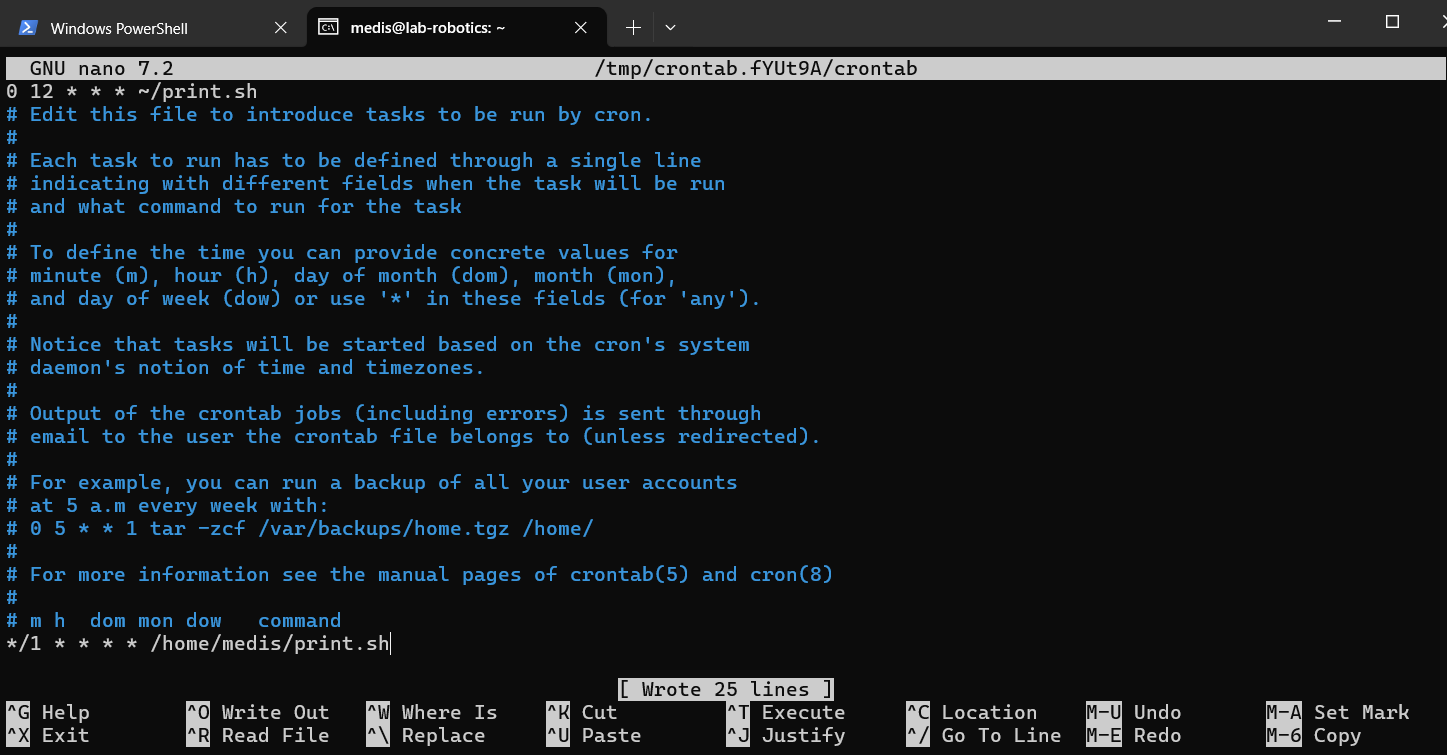 Windows PowerShell
medis@lab-robotics: ~
GNU nano 7.2 /tmp/crontab.fYUt9A/crontab
0 12 * * * ~/print.sh
# Edit this file to introduce tasks to be run by cron.
#
# Each task to run has to be defined through a single line
# indicating with different fields when the task will be run
# and what command to run for the task
#
# To define the time you can provide concrete values for
# minute (m), hour (h), day of month (dom), month (mon),
# and day of week (dow) or use '*' in these fields (for 'any').
#
# Notice that tasks will be started based on the cron's system
# daemon's notion of time and timezones.
#
# Output of the crontab jobs (including errors) is sent through
# email to the user the crontab file belongs to (unless redirected).
#
# For example, you can run a backup of all your user accounts
# at 5 a.m every week with:
# 0 5 * * 1 tar -zcf /var/backups/home.tgz /home/
#
# For more information see the manual pages of crontab(5) and cron(8)
#
# m h  dom mon dow   command
*/1 * * * * /home/medis/print.sh
[ Wrote 25 lines ]
^G Help ^O Write Out ^W Where Is ^K Cut ^T Execute ^C Location M-U Undo M-A Set Mark
^X Exit ^R Read File ^\ Replace ^U Paste ^J Justify ^/ Go To Line M-E Redo M-6 Copy